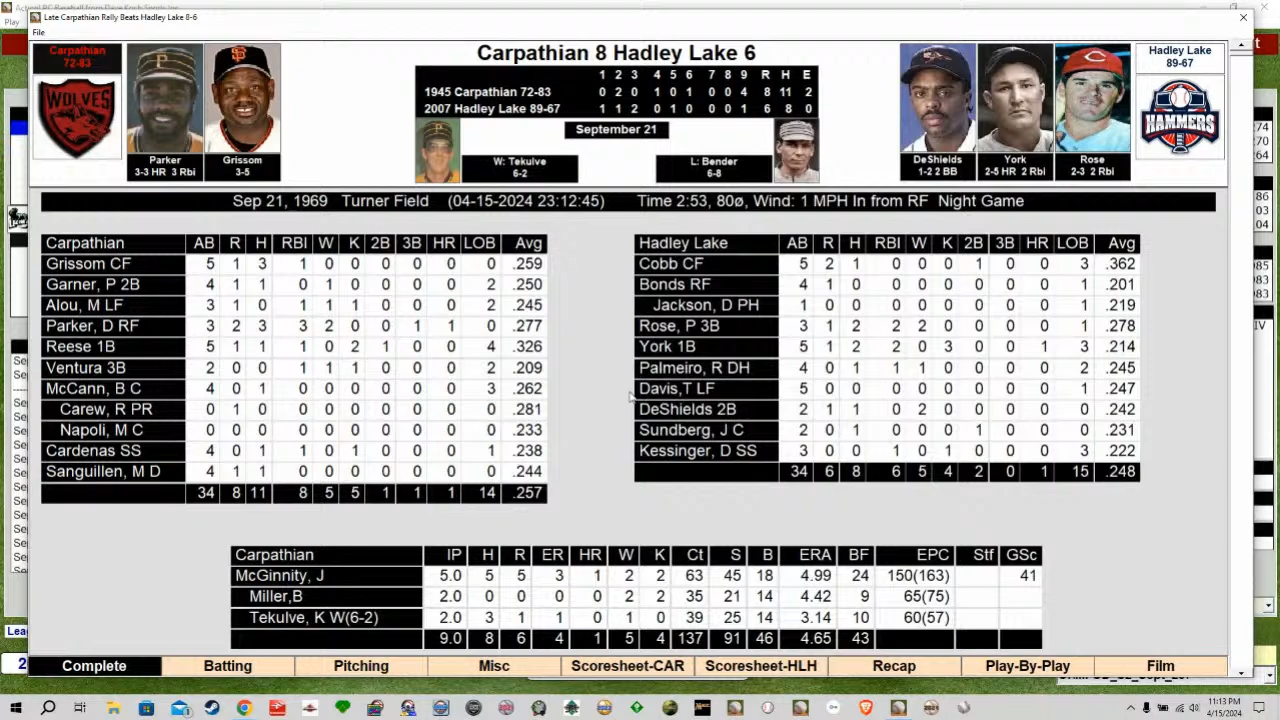 Late Carpathian Rally Beats Hadley Lake 8-6
File
Carpathian
72-83
WOLVES
Parker
3-3 HR 3 Rbi
Grissom
3-5
Carpathian 8 Hadley Lake 6
1 2 3 4 5 6 7 8 9 R H E
1945 Carpathian 72-83 0 2 0 1 0 1 0 0 4 8 11 2
2007 Hadley Lake 89-67 1 1 2 0 1 0 0 0 1 6 8 0
September 21
W: Tekulve
6-2
L: Bender
6-8
DeShields
1-2 2 BB
York
2-5 HR 2 Rbi
Rose
2-3 2 Rbi
Hadley Lake
89-67
HAMMERS
Sep 21, 1969 Turner Field (04-15-2024 23:12:45) Time 2:53, 80ø, Wind: 1 MPH In from RF Night Game
Carpathian AB R H RBI W K 2B 3B HR LOB Avg
Grissom CF 5 1 3 1 0 0 0 0 0 0 .259
Garner, P 2B 4 1 1 0 1 0 0 0 0 2 .250
Alou, M LF 3 1 0 1 1 1 0 0 0 2 .245
Parker, D RF 3 2 3 3 2 0 0 1 1 0 .277
Reese 1B 5 1 1 1 0 2 1 0 0 4 .326
Ventura 3B 2 0 0 1 1 1 0 0 0 2 .209
McCann, B C 4 0 1 0 0 0 0 0 0 3 .262
Carew, R PR 0 1 0 0 0 0 0 0 0 0 .281
Napoli, M C 0 0 0 0 0 0 0 0 0 0 .233
Cardenas SS 4 0 1 1 0 1 0 0 0 1 .238
Sanguillen, M D 4 1 1 0 0 0 0 0 0 0 .244
34 8 11 8 5 5 1 1 1 14 .257
Hadley Lake AB R H RBI W K 2B 3B HR LOB Avg
Cobb CF 5 2 1 0 0 0 1 0 0 3 .362
Bonds RF 4 1 0 0 0 0 0 0 0 1 .201
Jackson, D PH 1 0 0 0 0 0 0 0 0 1 .219
Rose, P 3B 3 1 2 2 2 0 0 0 0 1 .278
York 1B 5 1 2 2 0 3 0 0 1 3 .214
Palmeiro, R DH 4 0 1 1 1 0 0 0 0 2 .245
Davis,T LF 5 0 0 0 0 0 0 0 0 1 .247
DeShields 2B 2 1 1 0 2 0 0 0 0 0 .242
Sundberg, J C 2 0 1 0 0 0 1 0 0 0 .231
Kessinger, D SS 3 0 0 1 0 1 0 0 0 3 .222
34 6 8 6 5 4 2 0 1 15 .248
Carpathian IP H R ER HR W K Ct S B ERA BF EPC Stf GSc
McGinnity, J 5.0 5 5 3 1 2 2 63 45 18 4.99 24 150(163) 41
Miller,B 2.0 0 0 0 0 2 2 35 21 14 4.42 9 65(75)
Tekulve, K W(6-2) 2.0 3 1 1 0 1 0 39 25 14 3.14 10 60(57)
9.0 8 6 4 1 5 4 137 91 46 4.65 43
Complete Batting Pitching Misc Scoresheet-CAR Scoresheet-HLH Recap Play-By-Play Film
11:13 PM
4/15/2024